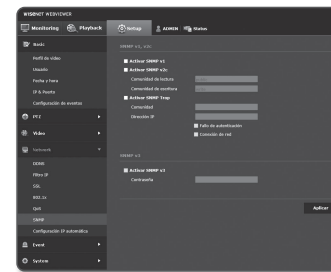 WISENET WEBVIEWER
Monitoring Playback Setup ADMIN Status
Basic
Perfil de vídeo
Usuario
Fecha y hora
IP & Puerto
Configuración de eventos
PTZ
Video
Network
DDNS
Filtro IP
SSL
802.1x
QoS
SNMP
Configuración IP automática
Event
System
SNMP v1, v2c
Activar SNMP v1
Activar SNMP v2c
Comunidad de lectura
Comunidad de escritura
Activar SNMP Trap
Comunidad
Dirección IP
Fallo de autentificación
Conexión de red
SNMP v3
Activar SNMP v3
Contraseña
Aplicar